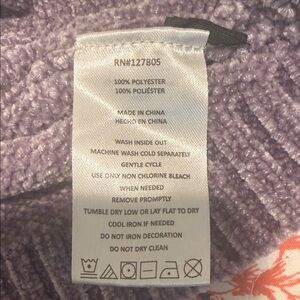 RN#127805
100% POLYESTER
100% POLIÉSTER
MADE IN CHINA
HECHO EN CHINA
WASH INSIDE OUT
MACHINE WASH COLD SEPARATELY
GENTLE CYCLE
USE ONLY NON CHLORINE BLEACH
WHEN NEEDED
REMOVE PROMPTLY
TUMBLE DRY LOW OR LAY FLAT TO DRY
COOL IRON IF NEEDED
DO NOT IRON DECORATION
DO NOT DRY CLEAN